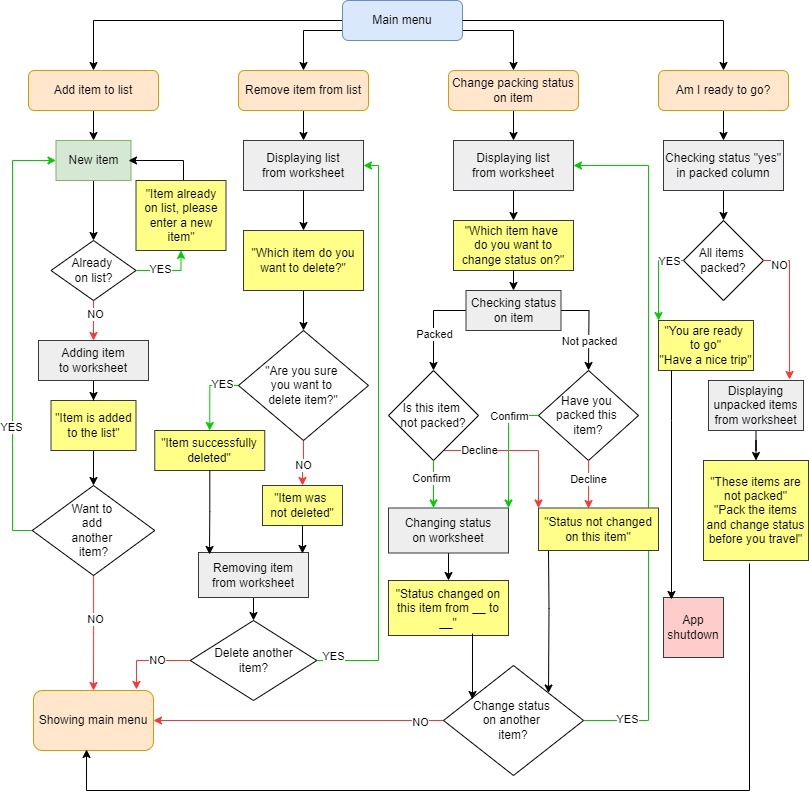 Main menu
Add item to list
Remove item from list
Change packing status
on item
Am I ready to go?
New item
"Item already
on list, please
enter a new
item"
Already
on list?
YES
NO
Adding item
to worksheet
"Item is added
to the list"
YES
Want to
add
another
item?
NO
Showing main menu
Displaying list
from worksheet
"Which item do you
want to delete?"
"Are you sure
you want to
delete item?"
YES
"Item successfully
deleted"
NO
"Item was
not deleted"
Removing item
from worksheet
Delete another
item?
NO
YES
Displaying list
from worksheet
"Which item have
do you want to
change status on?"
Checking status
on item
Packed
Not packed
Is this item
not packed?
Have you
packed this
item?
Confirm
Decline
Confirm
Decline
Changing status
on worksheet
"Status not changed
on this item"
"Status changed on
this item from __ to
__"
Change status
on another
item?
NO
YES
Checking status "yes"
in packed column
All items
packed?
YES
NO
"You are ready
to go"
"Have a nice trip"
Displaying
unpacked items
from worksheet
"These items are
not packed"
"Pack the items
and change status
before you travel"
App
shutdown